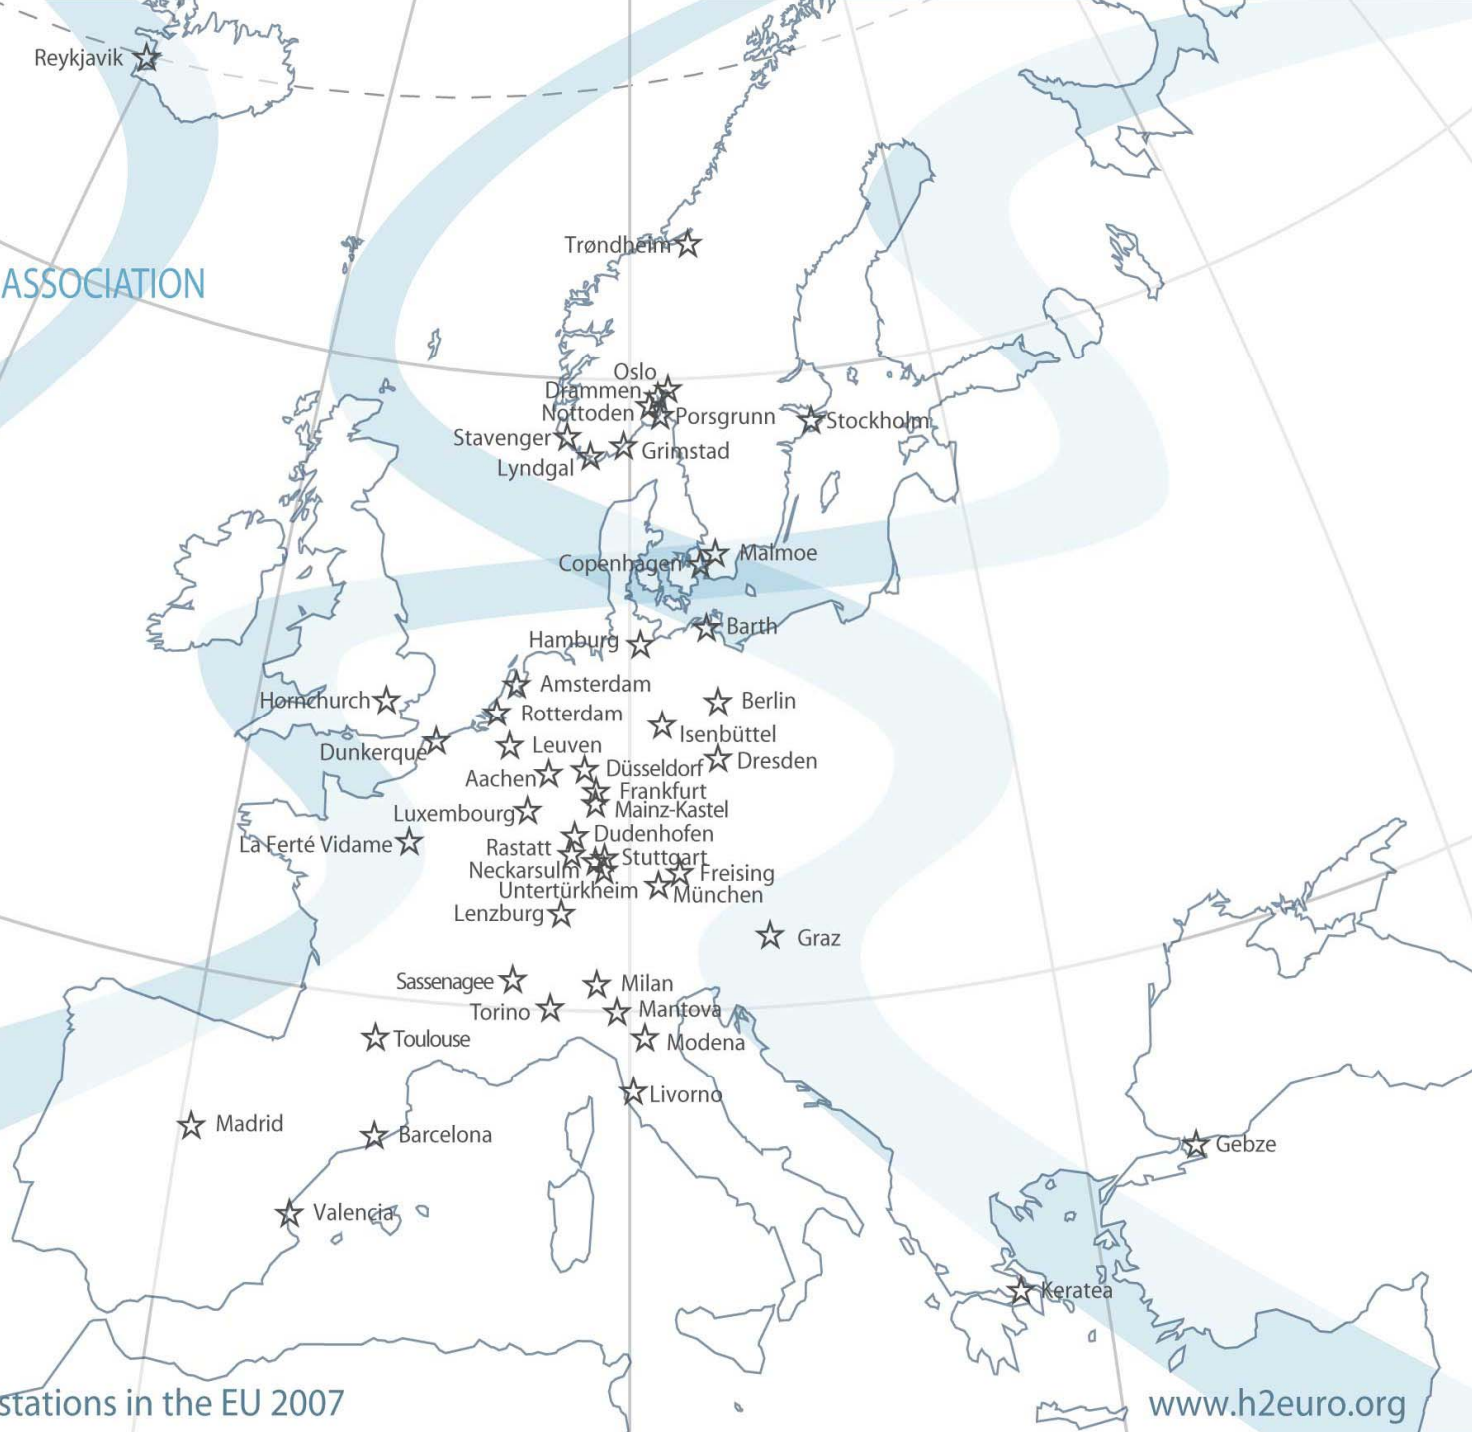 Reykjavik
Trøndheim
ASSOCIATION
Oslo
Drammen
Nottoden
Porsgrunn
Stockholm
Stavenger
Grimstad
Lyndgal
Malmoe
Copenhagen
Barth
Hamburg
Amsterdam
Hornchurch
Berlin
Rotterdam
Isenbüttel
Dunkerque
Leuven
Dresden
Düsseldorf
Aachen
Frankfurt
Mainz-Kastel
Luxembourg
Dudenhofen
La Ferté Vidame
Rastatt
Stuttgart
Neckarsulm
Freising
Untertürkheim
München
Lenzburg
Graz
Sassenagee
Milan
Torino
Mantova
Toulouse
Modena
Livorno
Madrid
Barcelona
Gebze
Valencia
Keratea
stations in the EU 2007
www.h2euro.org